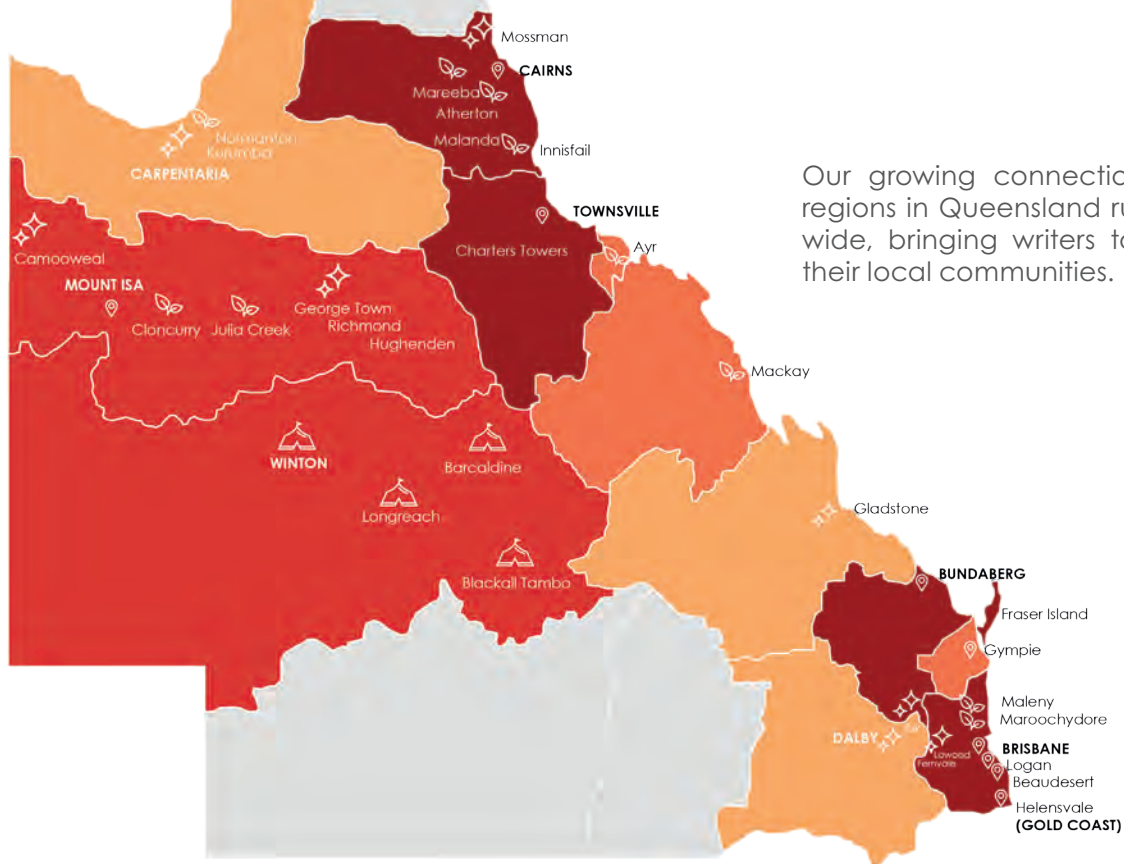 Mossman
CAIRNS
Mareeba
Atherton
Malanda
Innisfail
Normanton
Kurumba
CARPENTARIA
Our growing connectio
regions in Queensland ru
wide, bringing writers to
their local communities.
TOWNSVILLE
Charters Towers
Ayr
Camooweal
MOUNT ISA
Cloncurry
Julia Creek
George Town
Richmond
Hughenden
Mackay
WINTON
Barcaldine
Longreach
Blackall Tambo
Gladstone
BUNDABERG
Fraser Island
Gympie
Maleny
Maroochydore
DALBY
Lowood
Fernvale
BRISBANE
Logan
Beaudesert
Helensvale
(GOLD COAST)